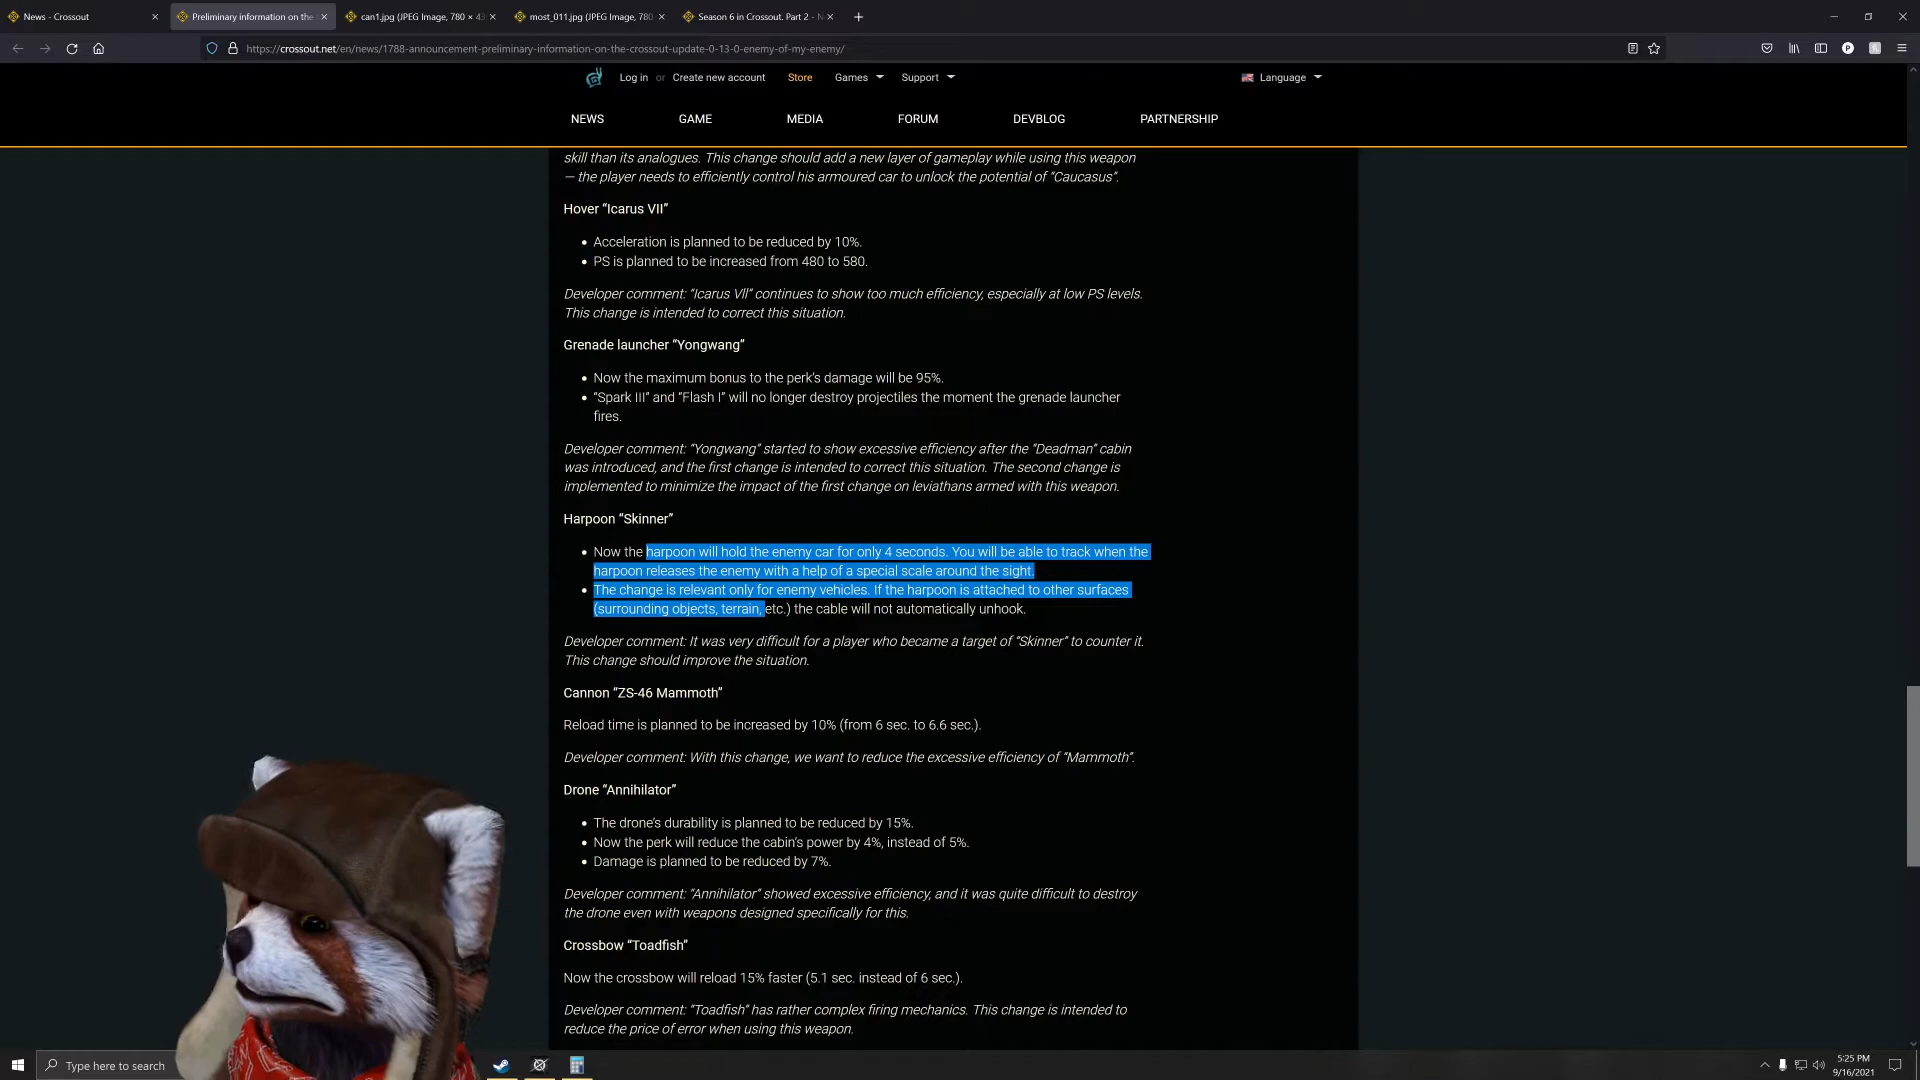 News - Crossout
Preliminary information on the
can1.jpg (JPEG Image, 780 × 43
most_011.jpg (JPEG Image, 780
Season 6 in Crossout. Part 2 - N
https://crossout.net/en/news/1788-announcement-preliminary-information-on-the-crossout-update-0-13-0-enemy-of-my-enemy/
Log in or Create new account Store Games Support Language
NEWS GAME MEDIA FORUM DEVBLOG PARTNERSHIP
skill than its analogues. This change should add a new layer of gameplay while using this weapon
— the player needs to efficiently control his armoured car to unlock the potential of “Caucasus”.
Hover “Icarus VII”
• Acceleration is planned to be reduced by 10%.
• PS is planned to be increased from 480 to 580.
Developer comment: “Icarus VII” continues to show too much efficiency, especially at low PS levels.
This change is intended to correct this situation.
Grenade launcher “Yongwang”
• Now the maximum bonus to the perk’s damage will be 95%.
• “Spark III” and “Flash I” will no longer destroy projectiles the moment the grenade launcher
fires.
Developer comment: “Yongwang” started to show excessive efficiency after the “Deadman” cabin
was introduced, and the first change is intended to correct this situation. The second change is
implemented to minimize the impact of the first change on leviathans armed with this weapon.
Harpoon “Skinner”
• Now the harpoon will hold the enemy car for only 4 seconds. You will be able to track when the
harpoon releases the enemy with a help of a special scale around the sight.
• The change is relevant only for enemy vehicles. If the harpoon is attached to other surfaces
(surrounding objects, terrain, etc.) the cable will not automatically unhook.
Developer comment: It was very difficult for a player who became a target of “Skinner” to counter it.
This change should improve the situation.
Cannon “ZS-46 Mammoth”
Reload time is planned to be increased by 10% (from 6 sec. to 6.6 sec.).
Developer comment: With this change, we want to reduce the excessive efficiency of “Mammoth”.
Drone “Annihilator”
• The drone’s durability is planned to be reduced by 15%.
• Now the perk will reduce the cabin’s power by 4%, instead of 5%.
• Damage is planned to be reduced by 7%.
Developer comment: “Annihilator” showed excessive efficiency, and it was quite difficult to destroy
the drone even with weapons designed specifically for this.
Crossbow “Toadfish”
Now the crossbow will reload 15% faster (5.1 sec. instead of 6 sec.).
Developer comment: “Toadfish” has rather complex firing mechanics. This change is intended to
reduce the price of error when using this weapon.
Type here to search
5:25 PM
9/16/2021